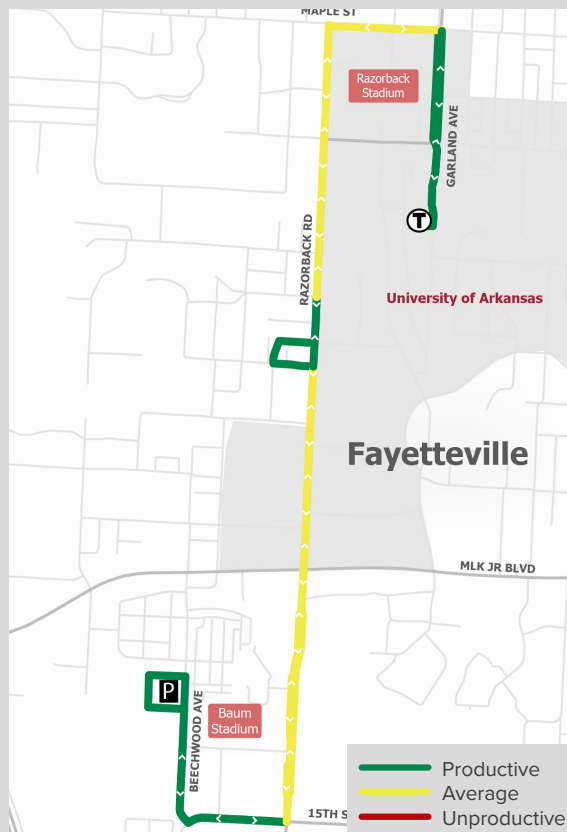 MAPLE ST
Razorback
Stadium
GARLAND AVE
T
RAZORBACK RD
University of Arkansas
Fayetteville
MLK JR BLVD
P
BEECHWOOD AVE
Baum
Stadium
15TH S
Productive
Average
Unproductive